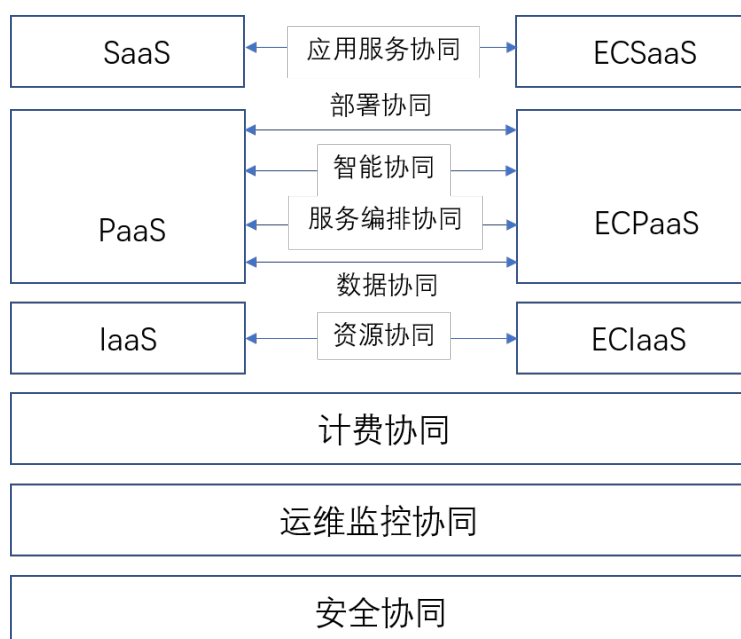 SaaS
应用服务协同
ECSaaS
部署协同
智能协同
PaaS
服务编排协同
ECPaaS
数据协同
IaaS
资源协同
ECIaaS
计费协同
运维监控协同
安全协同